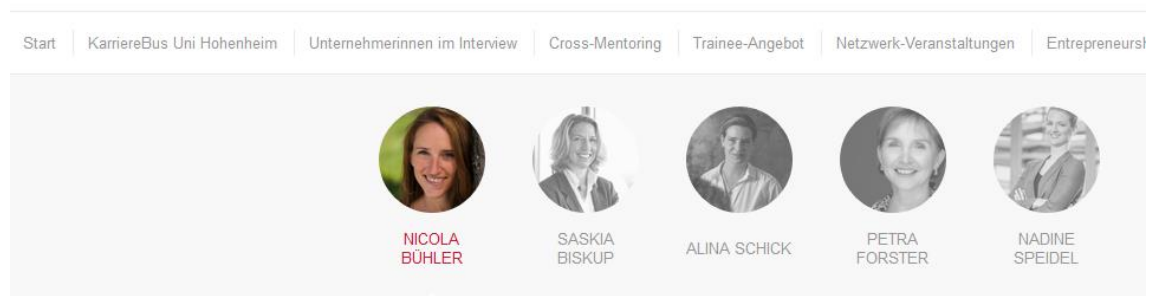 Start KarriereBus Uni Hohenheim Unternehmerinnen im Interview Cross-Mentoring Trainee-Angebot Netzwerk-Veranstaltungen
NICOLA BÜHLER
SASKIA BISKUP
ALINA SCHICK
PETRA FORSTER
NADINE SPEIDEL